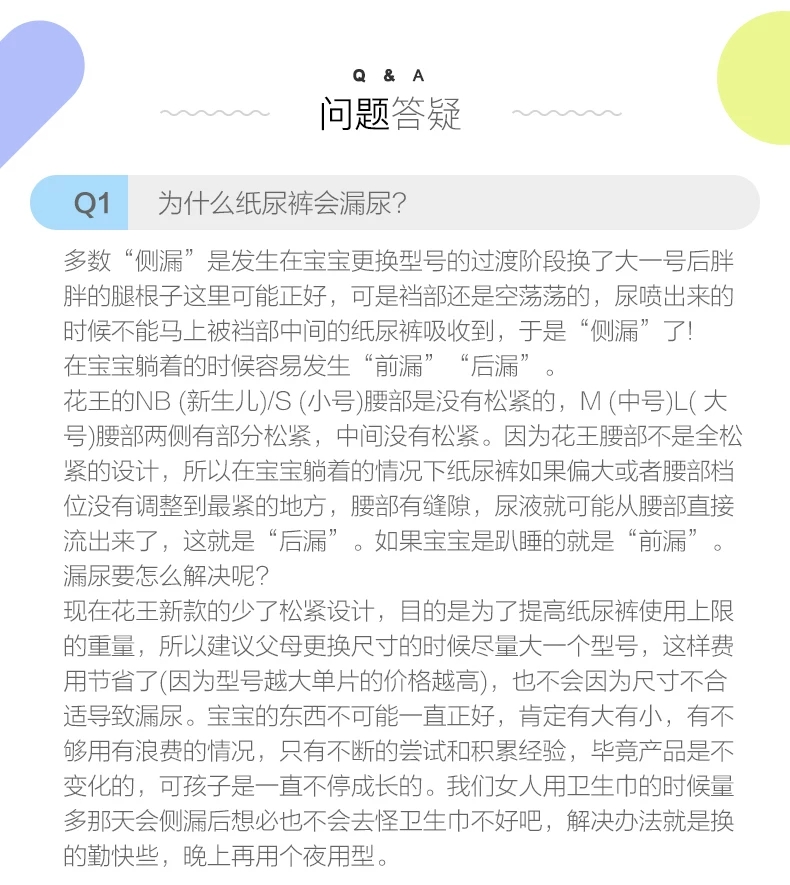 Q & A
问题答疑
Q1 为什么纸尿裤会漏尿?
多数“侧漏”是发生在宝宝更换型号的过渡阶段换了大一号后胖
胖的腿根子这里可能正好，可是裆部还是空荡荡的，尿喷出来的
时候不能马上被裆部中间的纸尿裤吸收到，于是“侧漏”了!
在宝宝躺着的时候容易发生“前漏”“后漏”。
花王的NB (新生儿)/S (小号)腰部是没有松紧的，M (中号)L( 大
号)腰部两侧有部分松紧，中间没有松紧。因为花王腰部不是全松
紧的设计，所以在宝宝躺着的情况下纸尿裤如果偏大或者腰部档
位没有调整到最紧的地方，腰部有缝隙，尿液就可能从腰部直接
流出来了，这就是“后漏”。如果宝宝是趴睡的就是“前漏”。
漏尿要怎么解决呢?
现在花王新款的少了松紧设计，目的是为了提高纸尿裤使用上限
的重量，所以建议父母更换尺寸的时候尽量大一个型号，这样费
用节省了(因为型号越大单片的价格越高)，也不会因为尺寸不合
适导致漏尿。宝宝的东西不可能一直正好，肯定有大有小，有不
够用有浪费的情况，只有不断的尝试和积累经验，毕竟产品是不
变化的，可孩子是一直不停成长的。我们女人用卫生巾的时候量
多那天会侧漏后想必也不会去怪卫生巾不好吧，解决办法就是换
的勤快些，晚上再用个夜用型。